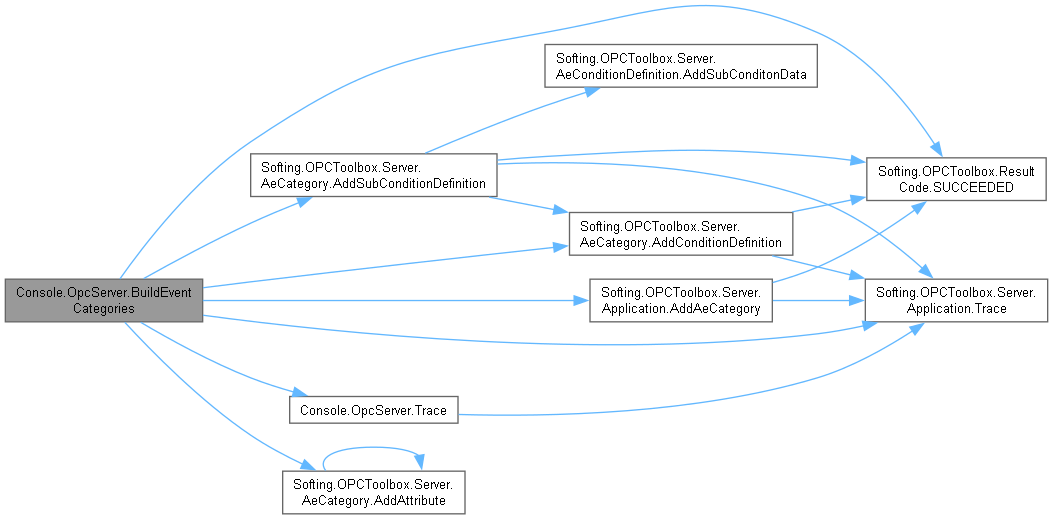 Softing.OPCToolbox.Server.
AeConditionDefinition.AddSubConditonData
Softing.OPCToolbox.Server.
AeCategory.AddSubConditionDefinition
Softing.OPCToolbox.Result
Code.SUCCEEDED
Softing.OPCToolbox.Server.
AeCategory.AddConditionDefinition
Console.OpcServer.BuildEvent
Categories
Softing.OPCToolbox.Server.
Application.AddAeCategory
Softing.OPCToolbox.Server.
Application.Trace
Console.OpcServer.Trace
Softing.OPCToolbox.Server.
AeCategory.AddAttribute